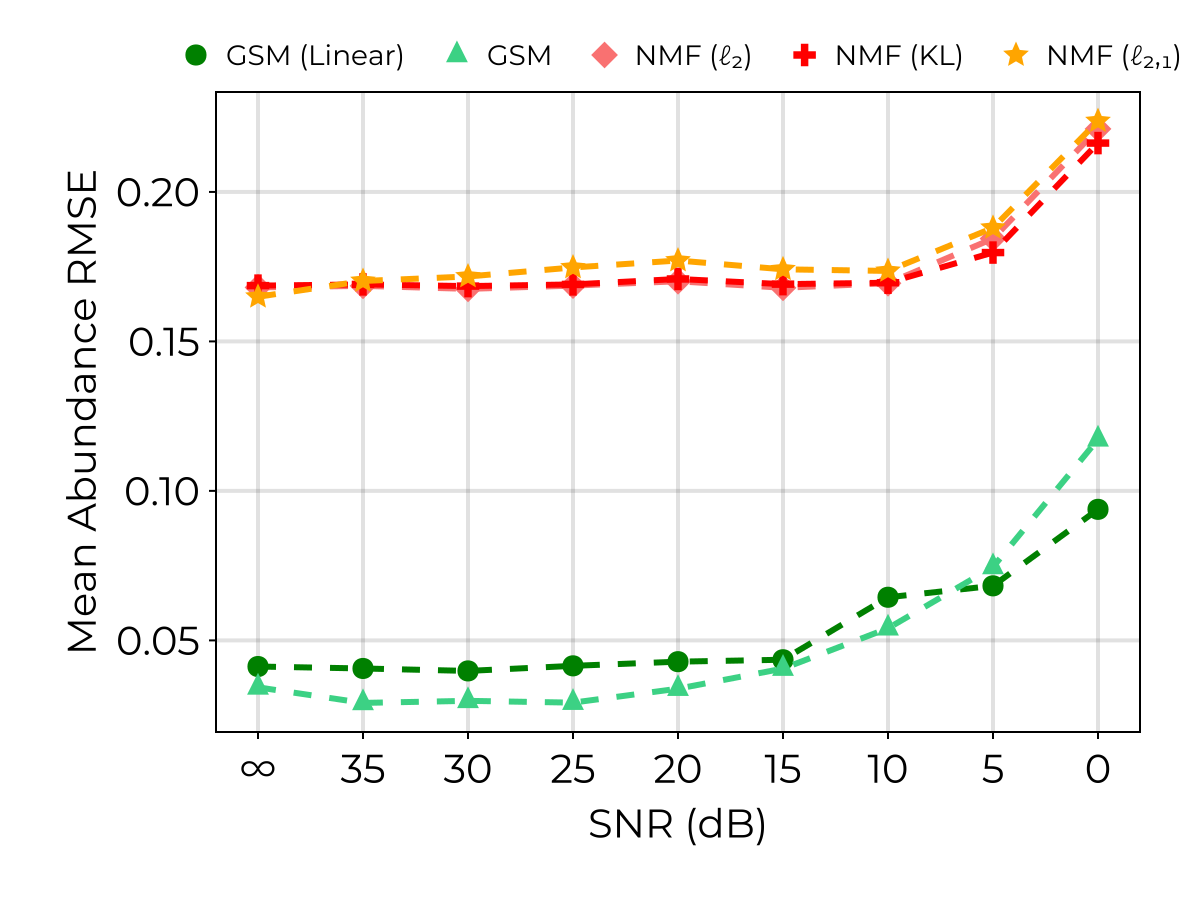 GSM (Linear) GSM NMF (ℓ₂) NMF (KL) NMF (ℓ₂,₁)
Mean Abundance RMSE
0.20
0.15
0.10
0.05
∞ 35 30 25 20 15 10 5 0
SNR (dB)